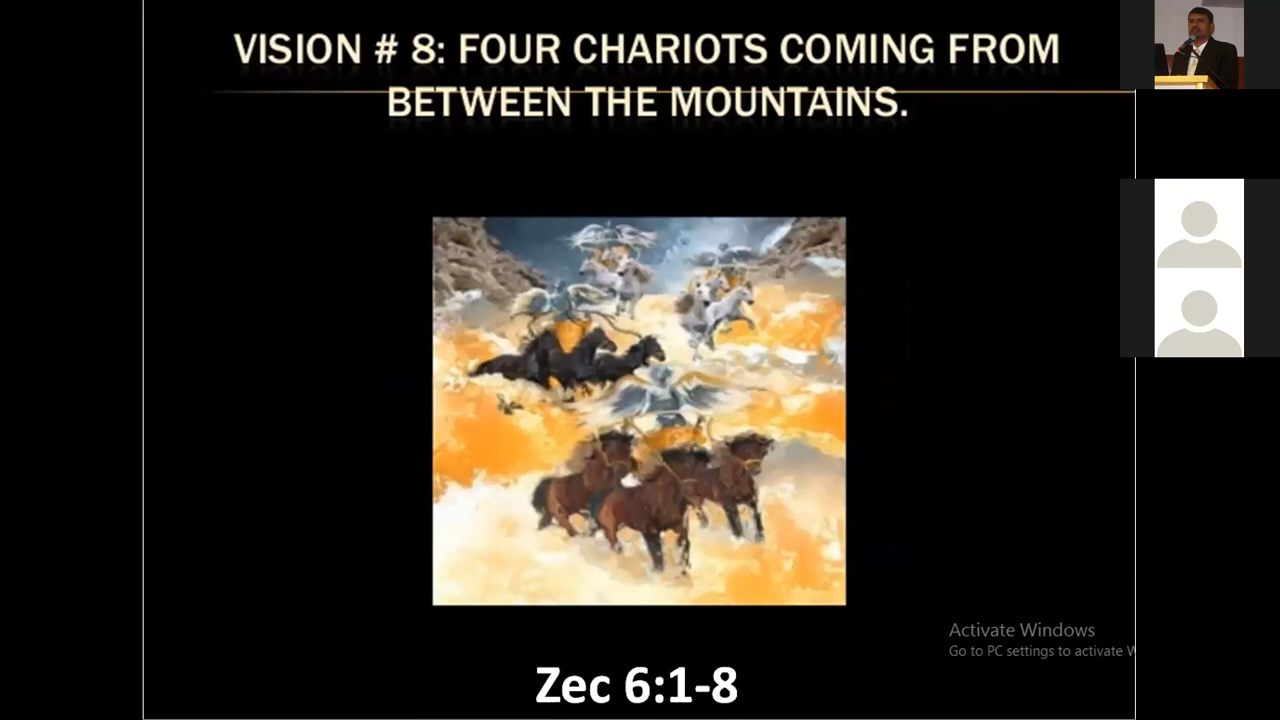 VISION # 8: FOUR CHARIOTS COMING FROM
BETWEEN THE MOUNTAINS.
Activate Windows
Go to PC settings to activate W
Zec 6:1-8